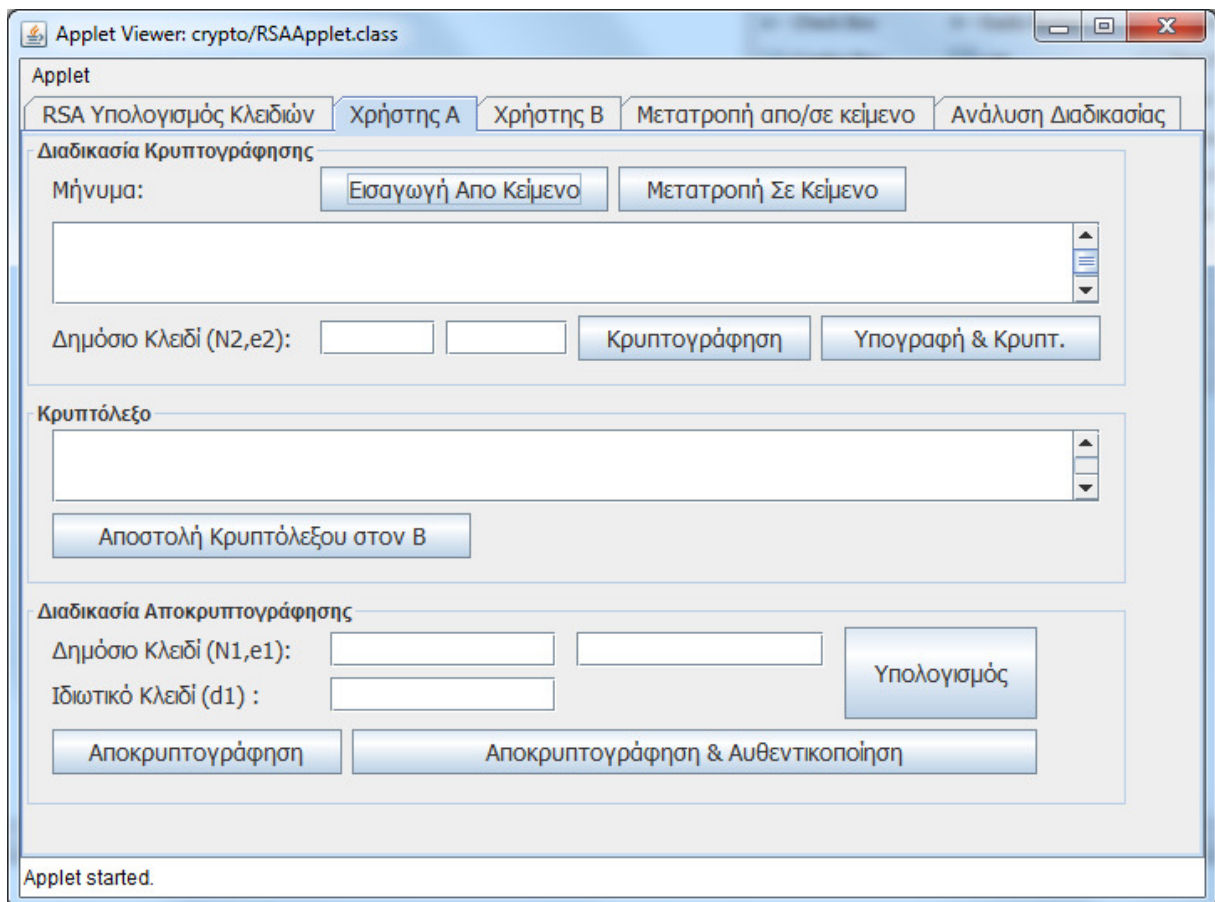 Applet Viewer: crypto/RSAApplet.class
Applet
RSA Υπολογισμός Κλειδιών Χρήστης Α Χρήστης Β Μετατροπή απο/σε κείμενο Ανάλυση Διαδικασίας
Διαδικασία Κρυπτογράφησης
Μήνυμα: Εισαγωγή Απο Κείμενο Μετατροπή Σε Κείμενο
Δημόσιο Κλειδί (N2,e2): Κρυπτογράφηση Υπογραφή & Κρυπτ.
Κρυπτόλεξο
Αποστολή Κρυπτόλεξου στον Β
Διαδικασία Αποκρυπτογράφησης
Δημόσιο Κλειδί (N1,e1): Υπολογισμός
Ιδιωτικό Κλειδί (d1) :
Αποκρυπτογράφηση Αποκρυπτογράφηση & Αυθεντικοποίηση
Applet started.